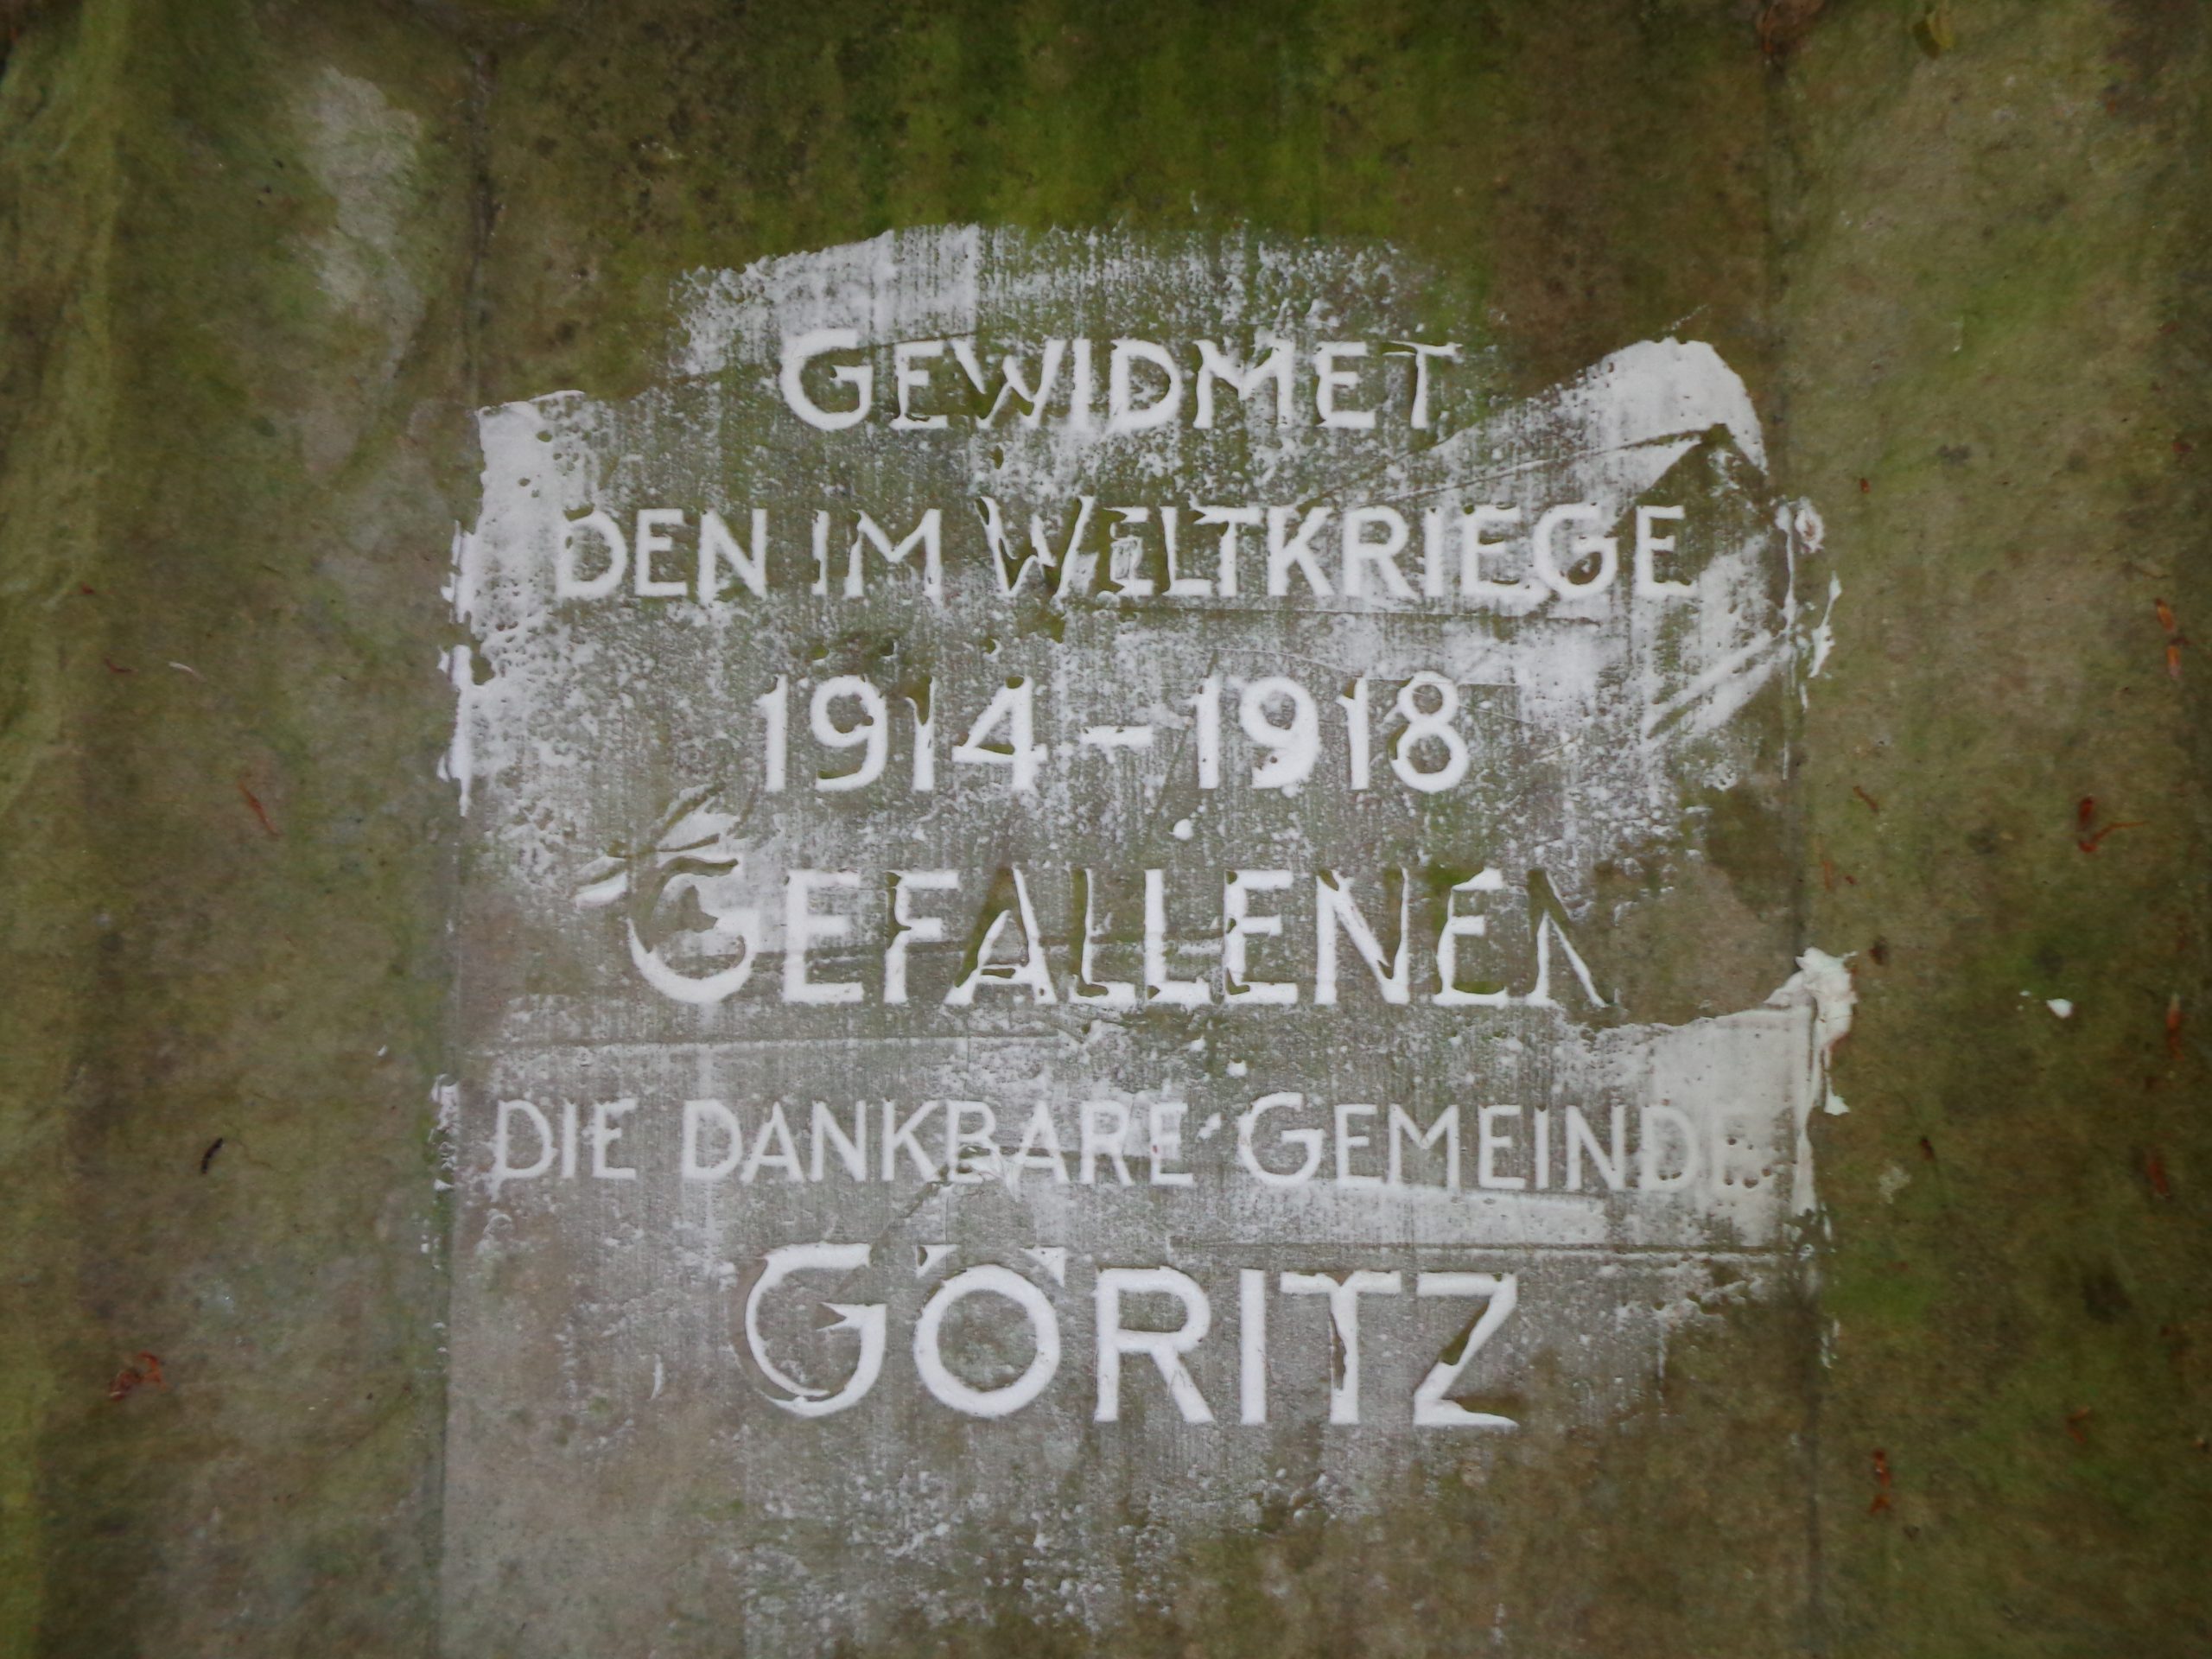 GEWIDMET
DEN IM WELTKRIEGE
1914-1918
GEFALLENEN
DIE DANKBARE GEMEINDE
GÖRITZ